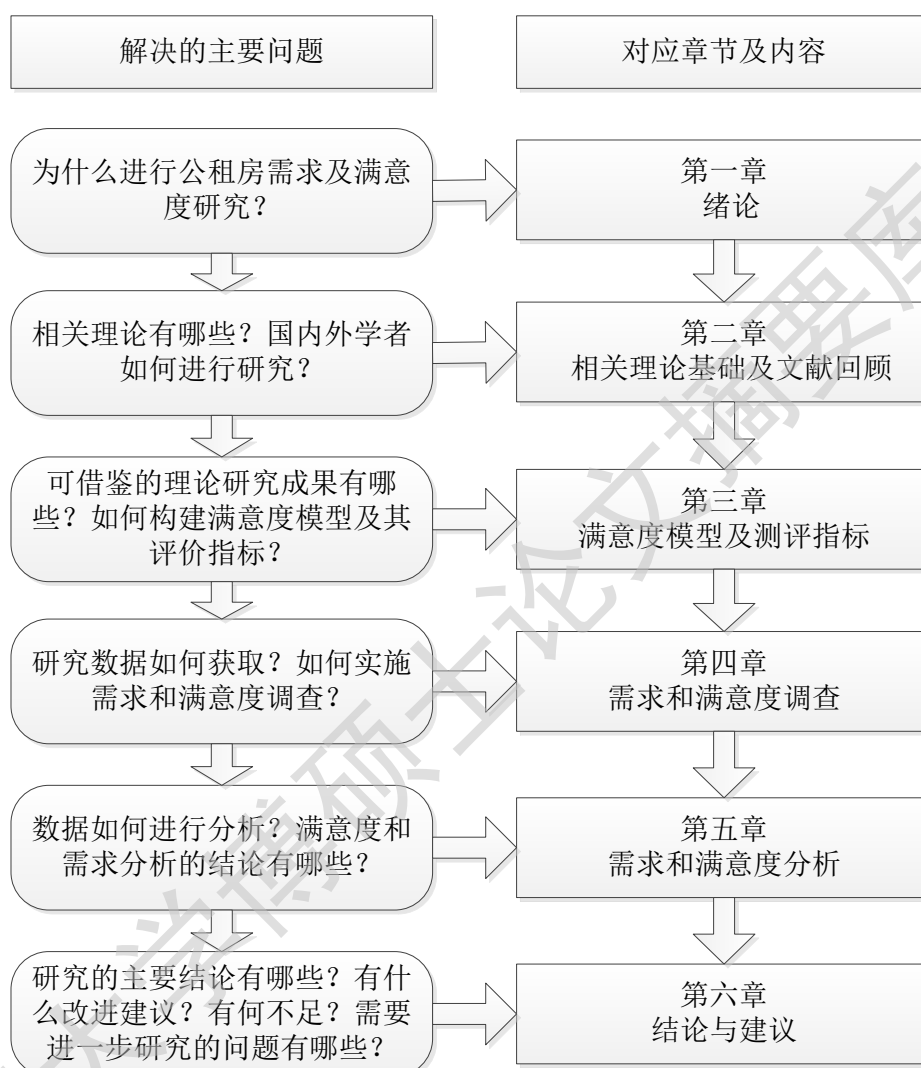 解决的主要问题
对应章节及内容
为什么进行公租房需求及满意
度研究？
第一章
绪论
相关理论有哪些？国内外学者
如何进行研究？
第二章
相关理论基础及文献回顾
可借鉴的理论研究成果有哪
些？如何构建满意度模型及其
评价指标？
第三章
满意度模型及测评指标
研究数据如何获取？如何实施
需求和满意度调查？
第四章
需求和满意度调查
数据如何进行分析？满意度和
需求分析的结论有哪些？
第五章
需求和满意度分析
研究的主要结论有哪些？有什
么改进建议？有何不足？需要
进一步研究的问题有哪些？
第六章
结论与建议
大学博硕士论文摘要库